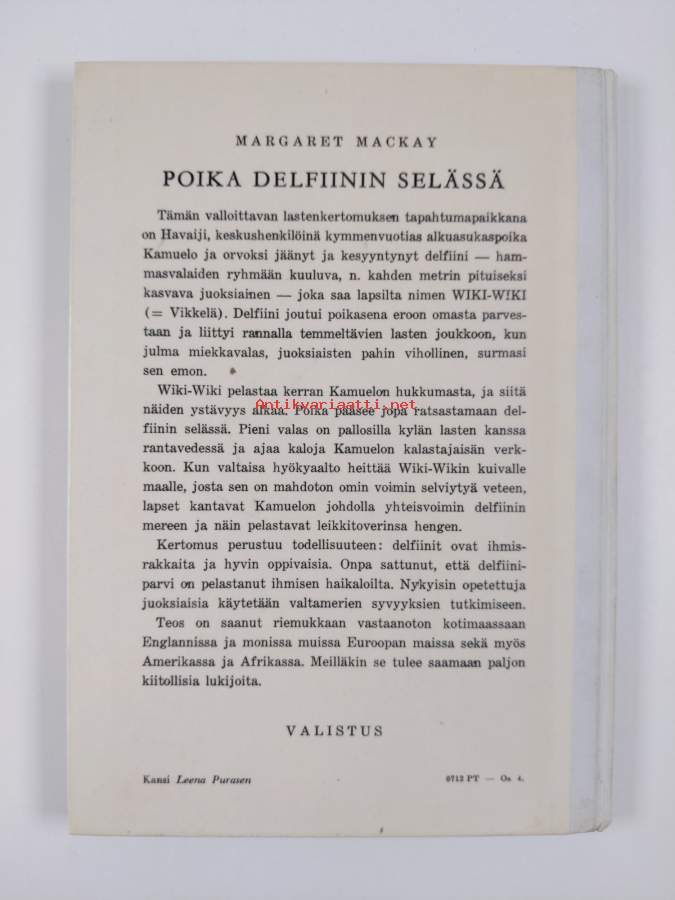 MARGARET MACKAY
POIKA DELFIININ SELÄSSÄ
Tämän valloittavan lastenkertomuksen tapahtumapaikkana
on Havaiji, keskushenkilöinä kymmenvuotias alkuasukaspoika
Kamuelo ja orvoksi jäänyt ja kesyyntynyt delfiini — ham-
masvalaiden ryhmään kuuluva, n. kahden metrin pituiseksi
kasvava juoksiainen — joka saa lapsilta nimen WIKI-WIKI
(= Vikkelä). Delfiini joutui poikasena eroon omasta parves-
taan ja liittyi rannalla temmeltävien lasten joukkoon, kun
julma miekkavalas, juoksiaisten pahin vihollinen, surmasi
sen emon.
Wiki-Wiki pelastaa kerran Kamuelon hukkumasta, ja siitä
Antikvariaatti.net
näiden ystävyys alkaa. Poika pääsee jopa ratsastamaan del-
fiinin selässä. Pieni valas on pallosilla kylän lasten kanssa
rantavedessä ja ajaa kaloja Kamuelon kalastajaisän verk-
koon. Kun valtaisa hyökyaalto heittää Wiki-Wikin kuivalle
maalle, josta sen on mahdoton omin voimin selviytyä veteen,
lapset kantavat Kamuelon johdolla yhteisvoimin delfiinin
mereen ja näin pelastavat leikkitoverinsa hengen.
Kertomus perustuu todellisuuteen: delfiinit ovat ihmis-
rakkaita ja hyvin oppivaisia. Onpa sattunut, että delfiini-
parvi on pelastanut ihmisen haikaloilta. Nykyisin opetettuja
juoksiaisia käytetään valtamerien syvyyksien tutkimiseen.
Teos on saanut riemukkaan vastaanoton kotimaassaan
Englannissa ja monissa muissa Euroopan maissa sekä myös
Amerikassa ja Afrikassa. Meilläkin se tulee saamaan paljon
kiitollisia lukijoita.
VALISTUS
Kansi Leena Purasen
0712 PT — Os. 4.